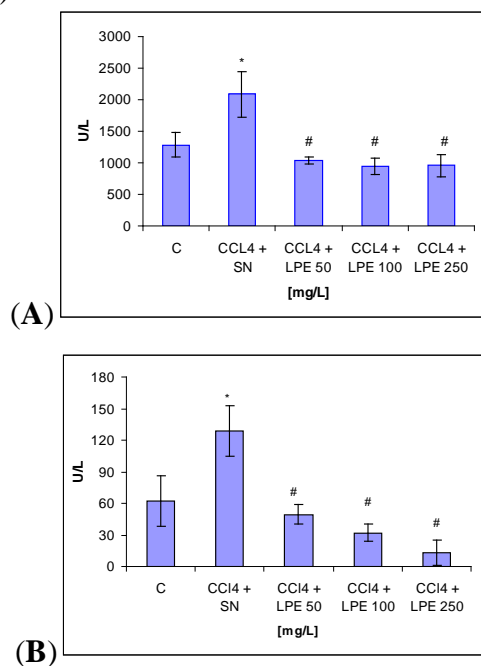 )
3000
2500
2000
1500
1000
500
0
U/L
*
#
#
#
C
CCL4 + SN
CCL4 + LPE 50
CCL4 + LPE 100
CCL4 + LPE 250
[mg/L]
(A)
180
150
120
90
60
30
0
U/L
*
#
#
#
C
CCl4 + SN
CCl4 + LPE 50
CCl4 + LPE 100
CCl4 + LPE 250
[mg/L]
(B)